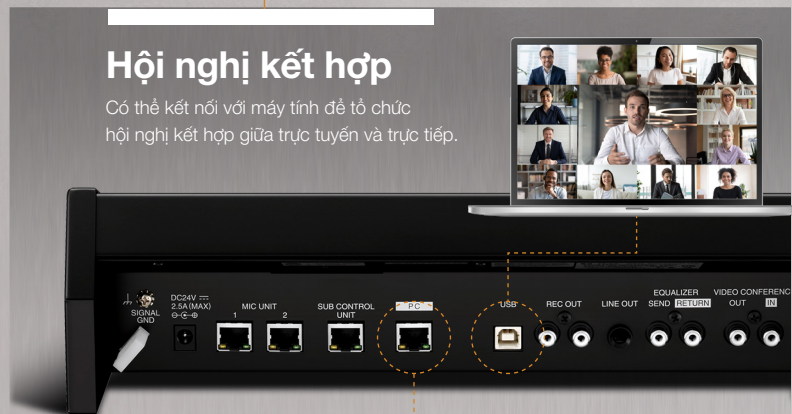 Hội nghị kết hợp
Có thể kết nối với máy tính để tổ chức
hội nghị kết hợp giữa trực tuyến và trực tiếp.
SIGNAL
GND
DC24V ⎓
2.5A (MAX)
MIC UNIT
1 2
SUB CONTROL
UNIT
PC
USB
REC OUT
LINE OUT
EQUALIZER
SEND RETURN
VIDEO CONFERENC
OUT IN